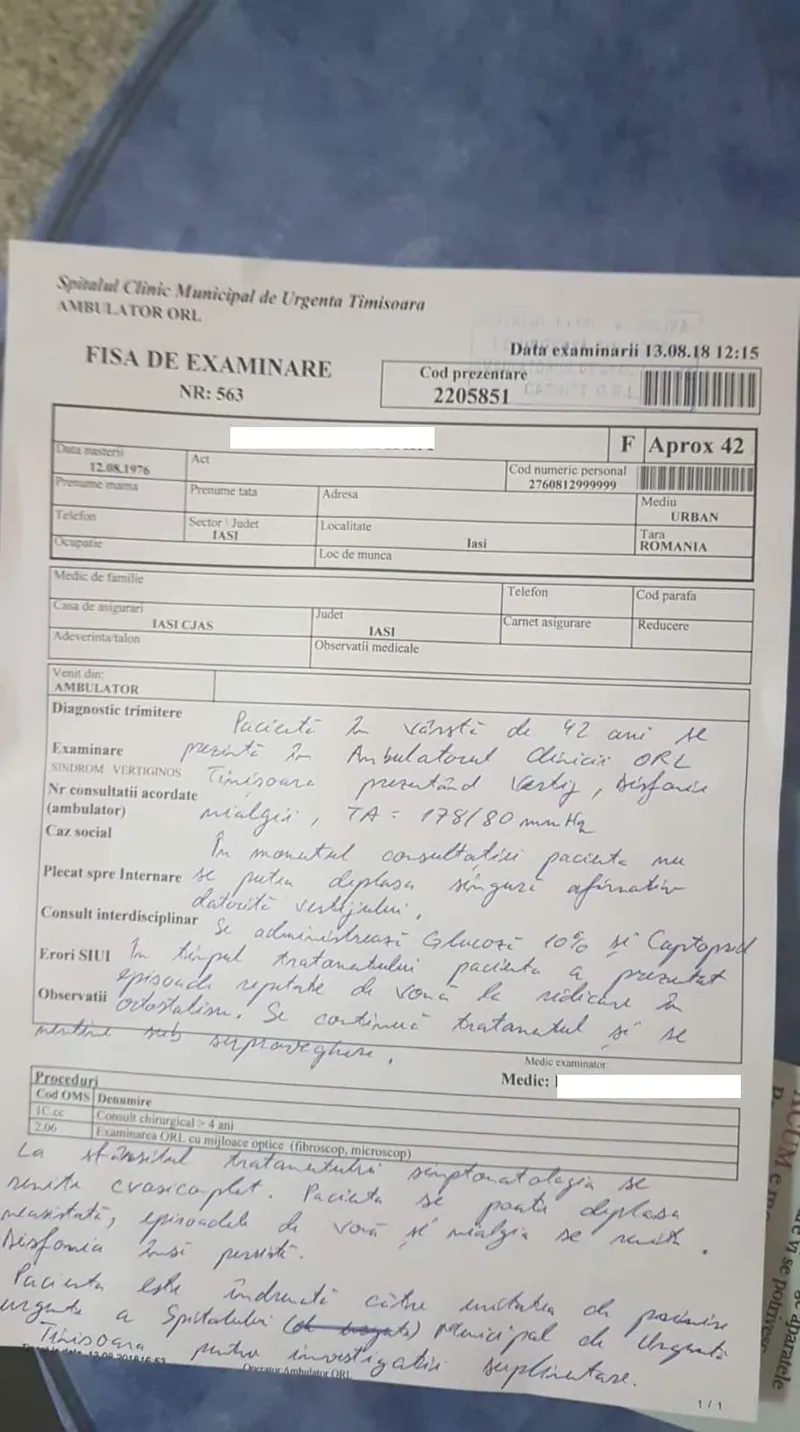 Spitalul Clinic Municipal de Urgenta Timisoara
AMBULATOR ORL
Data examinarii 13.08.18 12:15
FISA DE EXAMINARE
NR: 563
Cod prezentare
2205851
F Aprox 42
Data nasterii
12.08.1976
Act
Cod numeric personal
2760812999999
Prenume mama
Prenume tata
Adresa
Mediu
URBAN
Telefon
Sector \ Judet
IASI
Localitate
Iasi
Tara
ROMANIA
Ocupatie
Loc de munca
Medic de familie
Telefon
Cod parafa
Casa de asigurari
IASI CJAS
Judet
IASI
Carnet asigurare
Reducere
Adeverinta/talon
Observatii medicale
Venit din:
AMBULATOR
Diagnostic trimitere
Examinare
SINDROM VERTIGINOS
Nr consultatii acordate
(ambulator)
Caz social
Plecat spre Internare
Consult interdisciplinar
Erori SIUI
Observatii
Pacientă în vârstă de 42 ani se
prezintă în Ambulatorul Clinicii ORL
Timisoara prezentând vertij, disfonie
mialgii, TA = 178/80 mmHg
În momentul consultației pacienta nu
se putea deplasa singură afirmativ
datorită vertijului.
Se administrează Glucoză 10% și Captopril
În timpul tratamentului pacienta a prezentat
episoade repetate de vomă la ridicare în
ortostatism. Se continuă tratamentul și se
menține sub supraveghere.
Medic examinator
Medic:
Proceduri
Cod OMS Denumire
1C.cc Consult chirurgical > 4 ani
2.06 Examinarea ORL cu mijloace optice (fibroscop, microscop)
La sfârsitul tratamentului simptomatologia se
remite cvasicomplet. Pacienta se poate deplasa
neasistată, episoadele de vomă și mialgia se remit.
Disfonia însă persistă.
Pacienta este îndrumată către unitatea de primire
urgente a Spitalului Municipal de Urgentă
Timisoara pentru investigatii suplimentare.
Operator Ambulator ORL
1 / 1